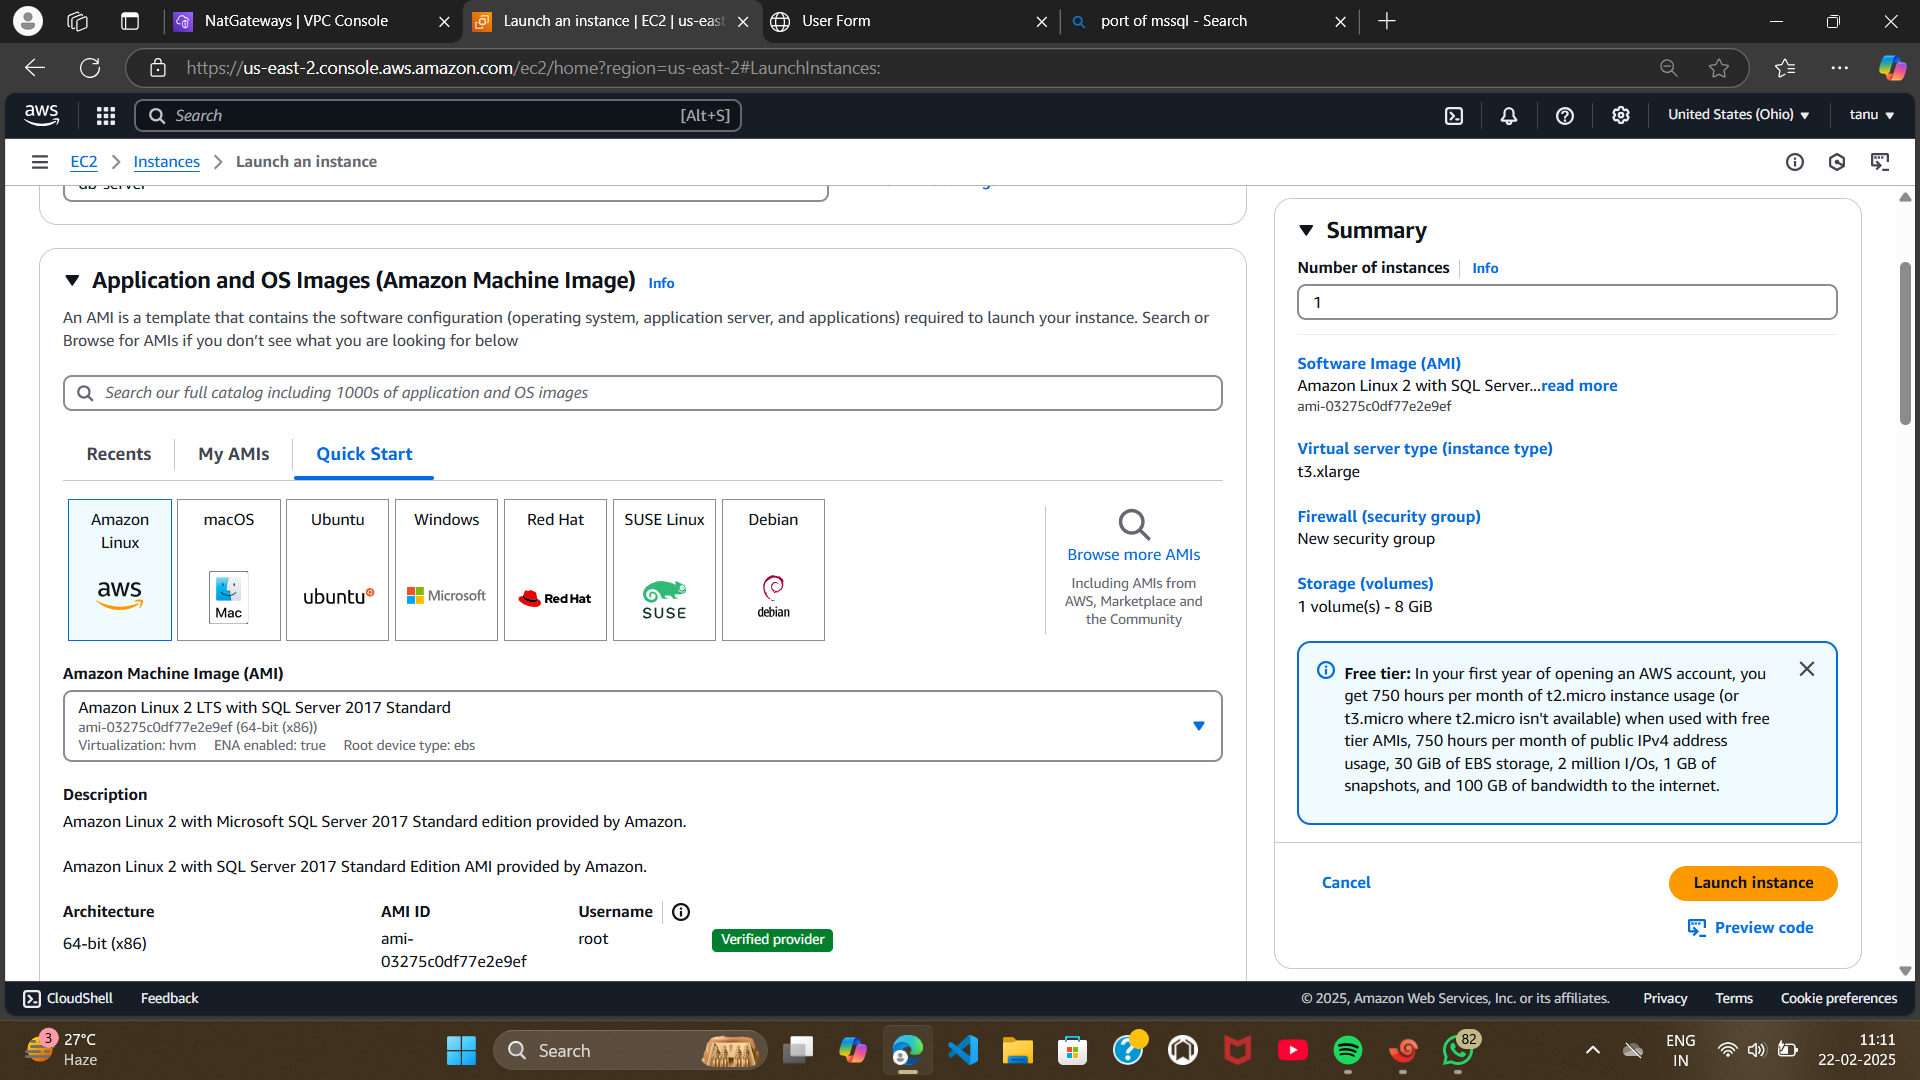 NatGateways | VPC Console
Launch an instance | EC2 | us-east
User Form
port of mssql - Search
https://us-east-2.console.aws.amazon.com/ec2/home?region=us-east-2#LaunchInstances:
aws
Search
[Alt+S]
United States (Ohio)
tanu
EC2
Instances
Launch an instance
db-server
Application and OS Images (Amazon Machine Image)
Info
An AMI is a template that contains the software configuration (operating system, application server, and applications) required to launch your instance. Search or
Browse for AMIs if you don't see what you are looking for below
Search our full catalog including 1000s of application and OS images
Recents
My AMIs
Quick Start
Amazon
Linux
aws
macOS
Mac
Ubuntu
ubuntu
Windows
Microsoft
Red Hat
Red Hat
SUSE Linux
SUSE
Debian
debian
Browse more AMIs
Including AMIs from
AWS, Marketplace and
the Community
Amazon Machine Image (AMI)
Amazon Linux 2 LTS with SQL Server 2017 Standard
ami-03275c0df77e2e9ef (64-bit (x86))
Virtualization: hvm ENA enabled: true Root device type: ebs
Description
Amazon Linux 2 with Microsoft SQL Server 2017 Standard edition provided by Amazon.
Amazon Linux 2 with SQL Server 2017 Standard Edition AMI provided by Amazon.
Architecture
64-bit (x86)
AMI ID
ami-
03275c0df77e2e9ef
Username
root
Verified provider
Summary
Number of instances
Info
1
Software Image (AMI)
Amazon Linux 2 with SQL Server...read more
ami-03275c0df77e2e9ef
Virtual server type (instance type)
t3.xlarge
Firewall (security group)
New security group
Storage (volumes)
1 volume(s) - 8 GiB
Free tier: In your first year of opening an AWS account, you
get 750 hours per month of t2.micro instance usage (or
t3.micro where t2.micro isn't available) when used with free
tier AMIs, 750 hours per month of public IPv4 address
usage, 30 GiB of EBS storage, 2 million I/Os, 1 GB of
snapshots, and 100 GB of bandwidth to the internet.
Cancel
Launch instance
Preview code
CloudShell
Feedback
© 2025, Amazon Web Services, Inc. or its affiliates.
Privacy
Terms
Cookie preferences
3
27°C
Haze
Search
82
ENG
IN
11:11
22-02-2025